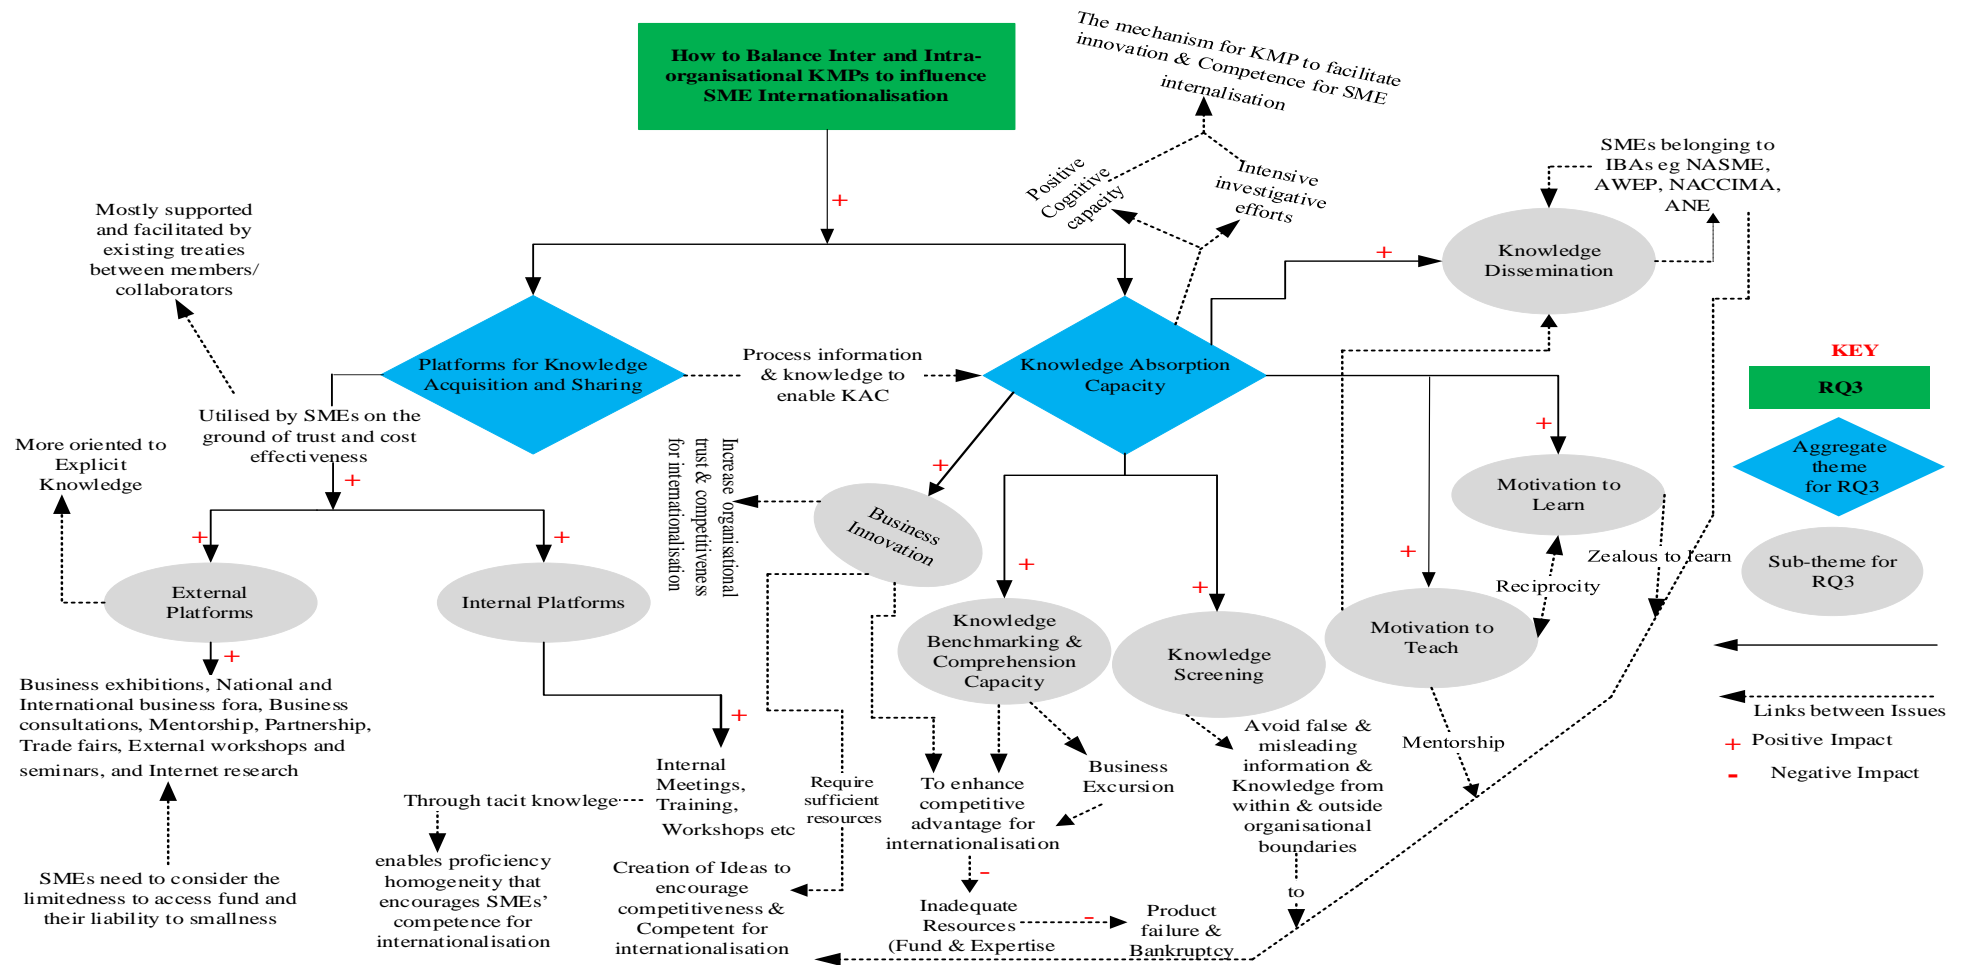 How to Balance Inter and Intra-
organisational KMPs to influence
SME Internationalisation
The mechanism for KMP to facilitate
innovation & Competence for SME
internalisation
Positive
Cognitive
capacity
Intensive
investigative
efforts
SMEs belonging to
IBAs eg NASME,
AWEP, NACCIMA,
ANE
Mostly supported
and facilitated by
existing treaties
between members/
collaborators
+
Knowledge
Dissemination
+
Platforms for Knowledge
Acquisition and Sharing
Process information
& knowledge to
enable KAC
Knowledge Absorption
Capacity
KEY
RQ3
Aggregate
theme
for RQ3
Sub-theme for
RQ3
Links between Issues
+ Positive Impact
- Negative Impact
Utilised by SMEs on the
ground of trust and cost
effectiveness
+
More oriented to
Explicit
Knowledge
Increase organisational
trust & competitiveness
for internationalisation
+
Business
Innovation
+
Motivation to
Learn
Zealous to learn
Reciprocity
+
+
External
Platforms
Internal Platforms
+
+
+
Knowledge
Benchmarking &
Comprehension
Capacity
Knowledge
Screening
Motivation to
Teach
+
Business exhibitions, National and
International business fora, Business
consultations, Mentorship, Partnership,
Trade fairs, External workshops and
seminars, and Internet research
+
Internal
Meetings,
Training,
Workshops etc
Through tacit knowlege
Require
sufficient
resources
To enhance
competitive
advantage for
internationalisation
Business
Excursion
Avoid false &
misleading
information &
Knowledge from
within & outside
organisational
boundaries
Mentorship
SMEs need to consider the
limitedness to access fund and
their liability to smallness
enables proficiency
homogeneity that
encourages SMEs'
competence for
internationalisation
Creation of Ideas to
encourage
competitiveness &
Competent for
internationalisation
-
Inadequate
Resources
(Fund & Expertise
-
Product
failure &
Bankruptcy
to